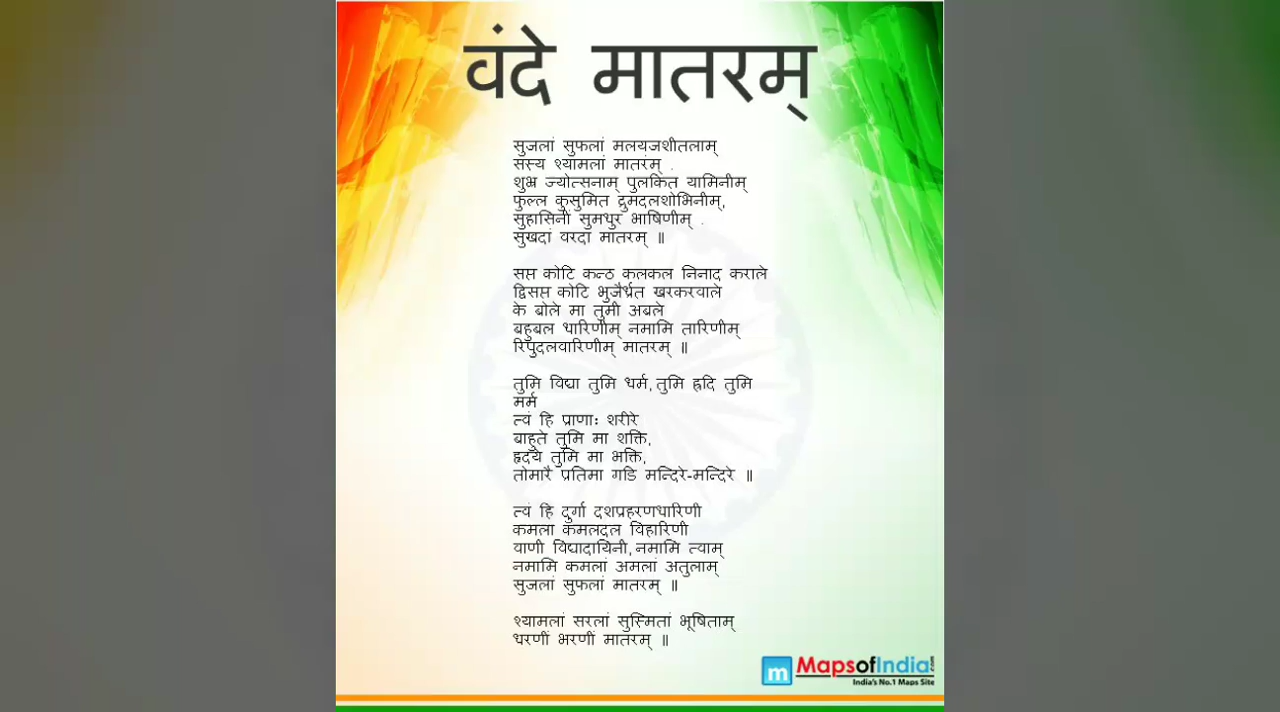 वंदे मातरम्
सुजलां सुफलां मलयजशीतलाम्
सस्य श्यामलां मातरंम् .
शुभ्र ज्योत्सनाम् पुलकित यामिनीम्
फुल्ल कुसुमित द्रुमदलशोभिनीम्,
सुहासिनीं सुमधुर भाषिणीम् .
सुखदां वरदां मातरम् ॥
सप्त कोटि कन्ठ कलकल निनाद कराले
द्विसप्त कोटि भुजैर्ध्रत खरकरवाले
के बोले मा तुमी अबले
बहुबल धारिणीम् नमामि तारिणीम्
रिपुदलवारिणीम् मातरम् ॥
तुमि विद्या तुमि धर्म, तुमि ह्रदि तुमि
मर्म
त्वं हि प्राणाः शरीरे
बाहुते तुमि मा शक्ति,
हृदये तुमि मा भक्ति,
तोमारै प्रतिमा गडि मन्दिरे-मन्दिरे ॥
त्वं हि दुर्गा दशप्रहरणधारिणी
कमला कमलदल विहारिणी
वाणी विद्यादायिनी, नमामि त्वाम्
नमामि कमलां अमलां अतुलाम्
सुजलां सुफलां मातरम् ॥
श्यामलां सरलां सुस्मितां भूषिताम्
धरणीं भरणीं मातरम् ॥
m MapsofIndia.com
India's No.1 Maps Site